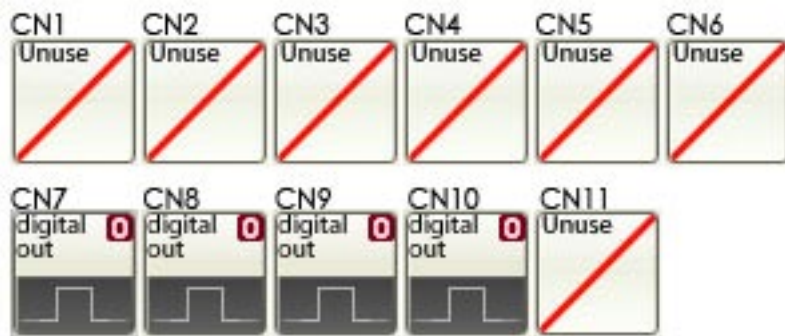 CN1 CN2 CN3 CN4 CN5 CN6
Unuse Unuse Unuse Unuse Unuse Unuse
CN7 CN8 CN9 CN10 CN11
digital 0 digital 0 digital 0 digital 0 Unuse
out out out out